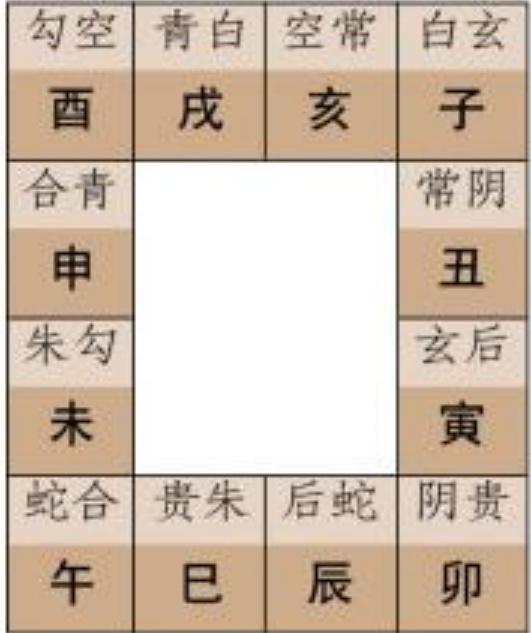 勾空 青白 空常 白玄
酉 戌 亥 子
合青 常阴
申 丑
朱勾 玄后
未 寅
蛇合 贵朱 后蛇 阴贵
午 巳 辰 卯